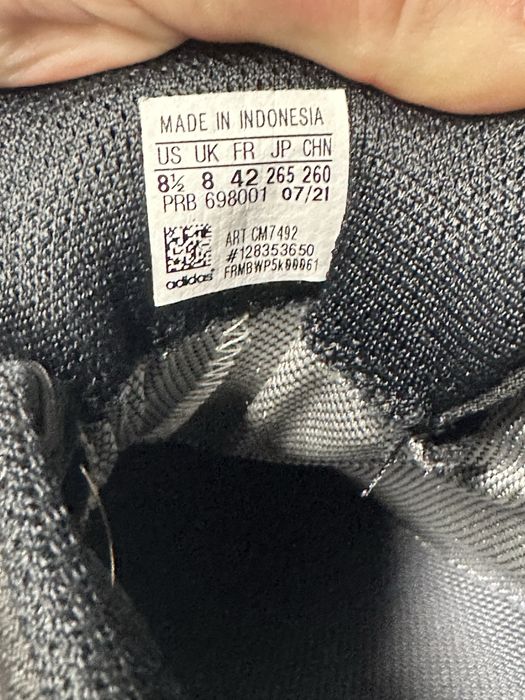 MADE IN INDONESIA
US UK FR JP CHN
8½ 8 42 265 260
PRB 698001 07/21
ART CM7492
#128353650
adidas FRMBWP5k00061